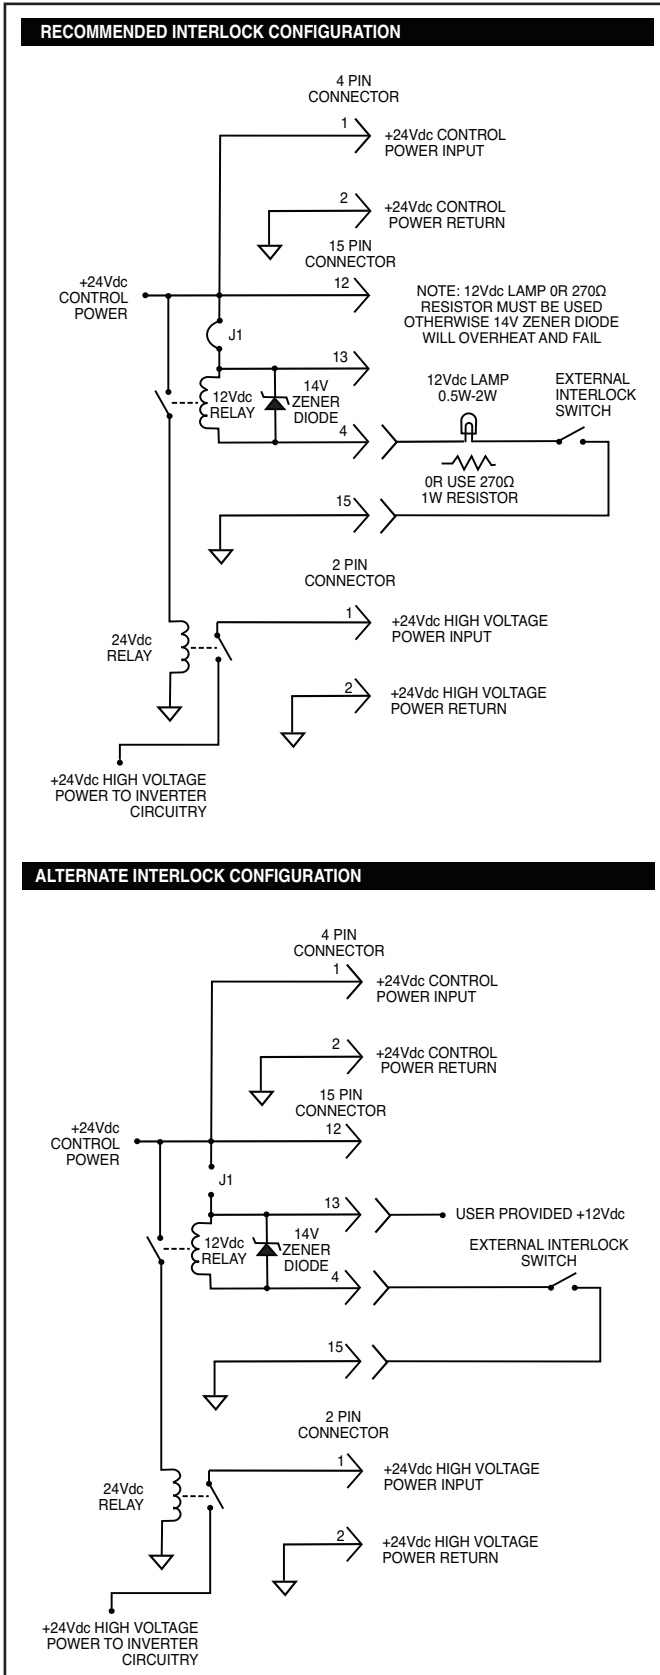 RECOMMENDED INTERLOCK CONFIGURATION
4 PIN
CONNECTOR
1
+24Vdc CONTROL
POWER INPUT
2
+24Vdc CONTROL
POWER RETURN
15 PIN
CONNECTOR
+24Vdc
CONTROL
POWER
12
NOTE: 12Vdc LAMP 0R 270Ω
RESISTOR MUST BE USED
OTHERWISE 14V ZENER DIODE
WILL OVERHEAT AND FAIL
J1
13
12Vdc
RELAY
14V
ZENER
DIODE
12Vdc LAMP
0.5W-2W
EXTERNAL
INTERLOCK
SWITCH
4
0R USE 270Ω
1W RESISTOR
15
2 PIN
CONNECTOR
1
+24Vdc HIGH VOLTAGE
POWER INPUT
24Vdc
RELAY
2
+24Vdc HIGH VOLTAGE
POWER RETURN
+24Vdc HIGH VOLTAGE
POWER TO INVERTER
CIRCUITRY
ALTERNATE INTERLOCK CONFIGURATION
4 PIN
CONNECTOR
1
+24Vdc CONTROL
POWER INPUT
2
+24Vdc CONTROL
POWER RETURN
15 PIN
CONNECTOR
+24Vdc
CONTROL
POWER
12
J1
13
USER PROVIDED +12Vdc
12Vdc
RELAY
14V
ZENER
DIODE
EXTERNAL INTERLOCK
SWITCH
4
15
2 PIN
CONNECTOR
1
+24Vdc HIGH VOLTAGE
POWER INPUT
24Vdc
RELAY
2
+24Vdc HIGH VOLTAGE
POWER RETURN
+24Vdc HIGH VOLTAGE
POWER TO INVERTER
CIRCUITRY